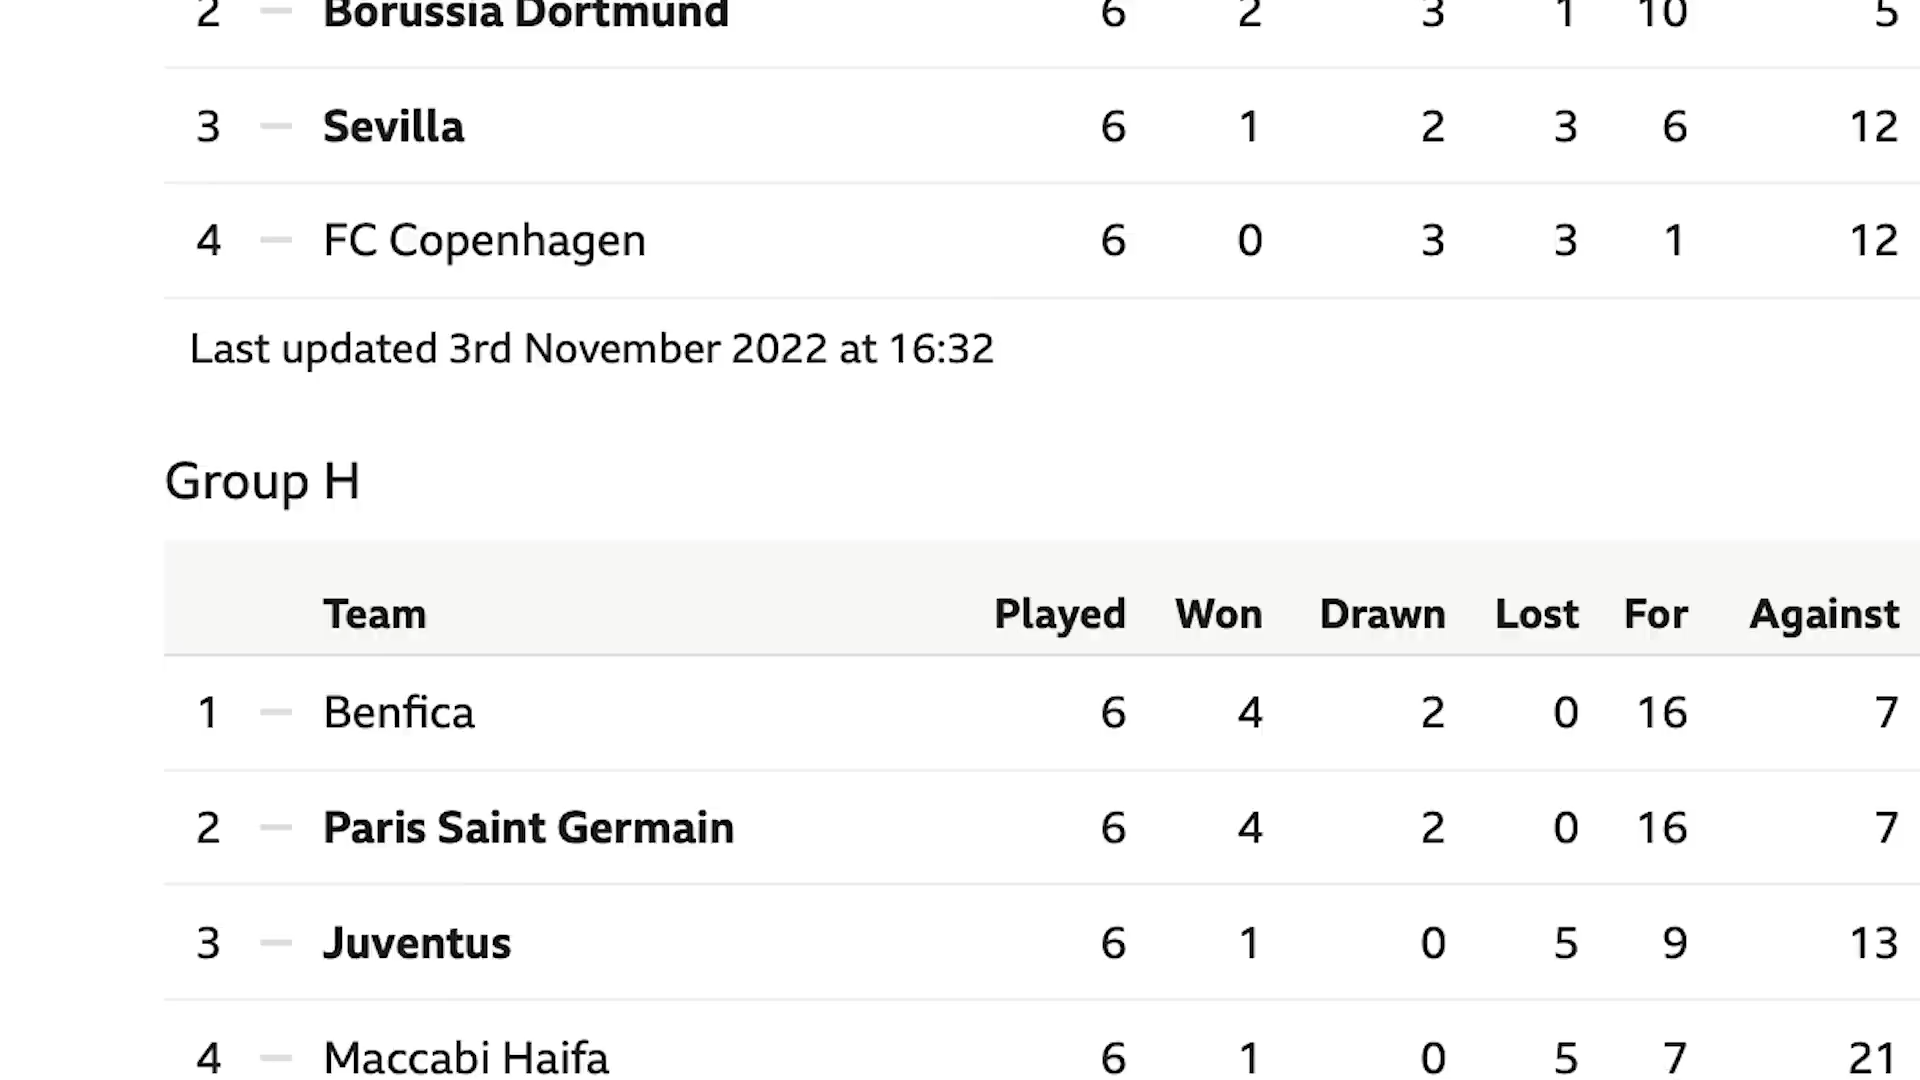 2 Borussia Dortmund 6 2 3 1 10 5
3 Sevilla 6 1 2 3 6 12
4 FC Copenhagen 6 0 3 3 1 12
Last updated 3rd November 2022 at 16:32
Group H
Team Played Won Drawn Lost For Against
1 Benfica 6 4 2 0 16 7
2 Paris Saint Germain 6 4 2 0 16 7
3 Juventus 6 1 0 5 9 13
4 Maccabi Haifa 6 1 0 5 7 21